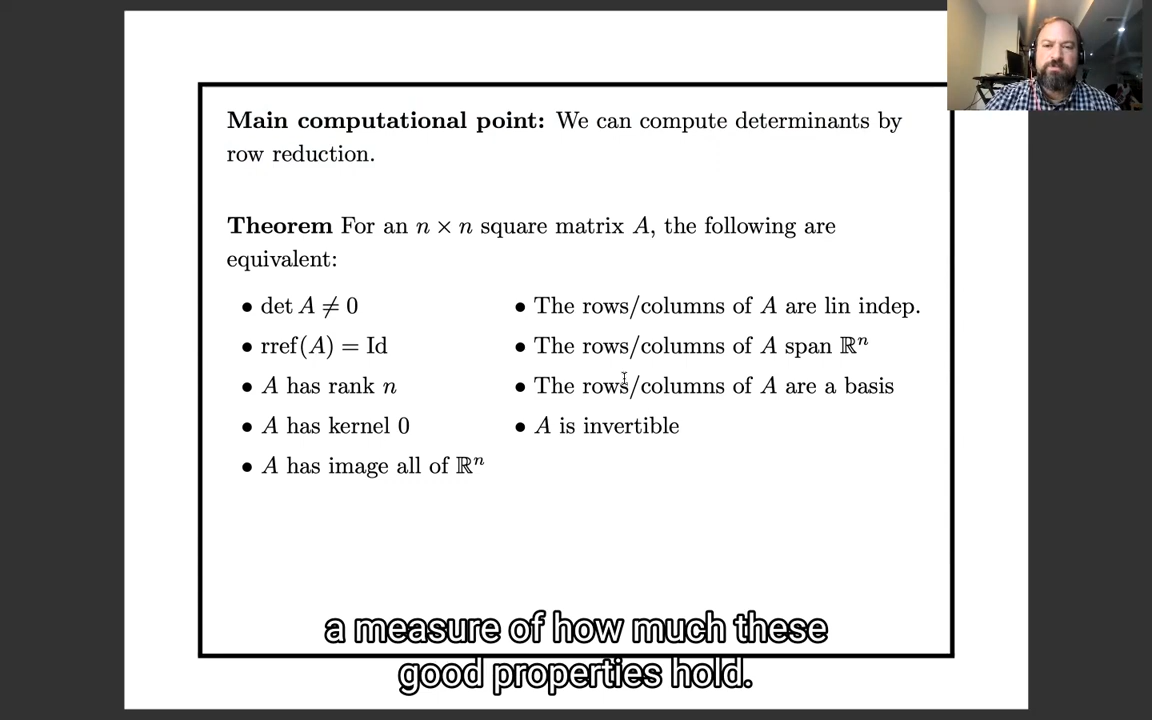 Main computational point: We can compute determinants by
row reduction.
Theorem For an n × n square matrix A, the following are
equivalent:
• det A ≠ 0
• rref(A) = Id
• A has rank n
• A has kernel 0
• A has image all of ℝⁿ
• The rows/columns of A are lin indep.
• The rows/columns of A span ℝⁿ
• The rows/columns of A are a basis
• A is invertible
a measure of how much these
good properties hold.